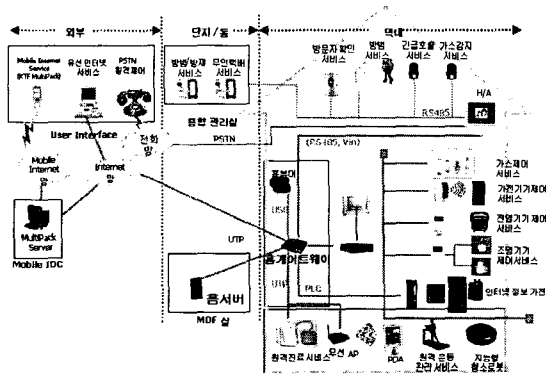 외부
단지/동
댁내
Mobile Internet
Service
(KTF MultiPack)
유선 인터넷
서비스
PSTN
원격제어
User Interface
방범/방재
서비스
무인택배
서비스
통합 관리실
PSTN
전화
망
Mobile
Internet
망
Internet
망
MultiPack
Server
Mobile IDC
UTP
홈서버
MDF 실
방문자 확인
서비스
방범
서비스
긴급호출
서비스
가스감지
서비스
H/A
RS485
(RS485, Vin)
홈뷰어
홈게이트웨이
UTP
PLC
가스제어
서비스
가전기기 제어
서비스
전열기기 제어
서비스
조명기기
제어서비스
인터넷 정보 가전
원격진료 서비스
무선 AP
PDA
원격 운동
관리 서비스
지능형
청소로봇